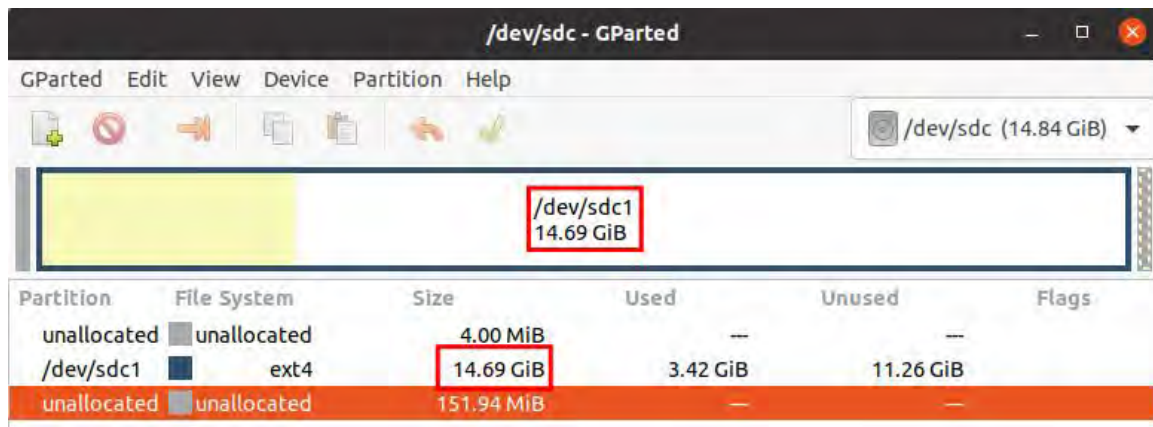 /dev/sdc - GParted
GParted Edit View Device Partition Help
/dev/sdc (14.84 GiB)
/dev/sdc1
14.69 GiB
Partition File System Size Used Unused Flags
unallocated unallocated 4.00 MiB --- ---
/dev/sdc1 ext4 14.69 GiB 3.42 GiB 11.26 GiB
unallocated unallocated 151.94 MiB --- ---